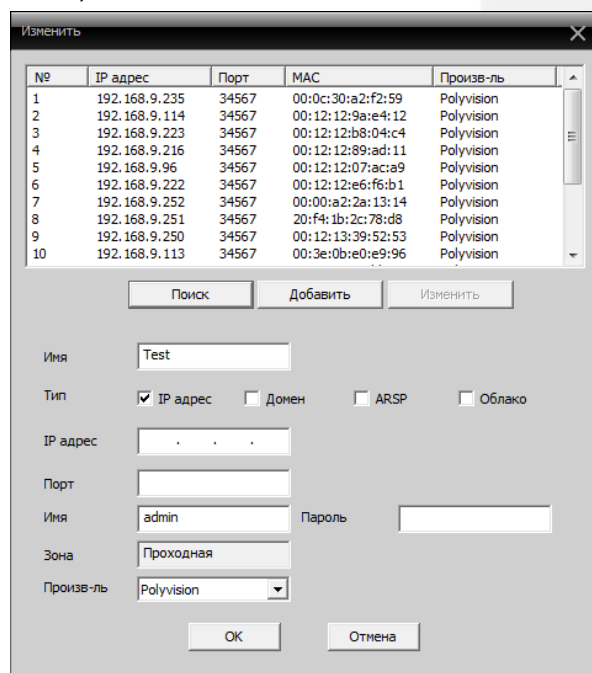 Изменить
№ IP адрес Порт MAC Произв-ль
1 192.168.9.235 34567 00:0c:30:a2:f2:59 Polyvision
2 192.168.9.114 34567 00:12:12:9a:e4:12 Polyvision
3 192.168.9.223 34567 00:12:12:b8:04:c4 Polyvision
4 192.168.9.216 34567 00:12:12:89:ad:11 Polyvision
5 192.168.9.96 34567 00:12:12:07:ac:a9 Polyvision
6 192.168.9.222 34567 00:12:12:e6:f6:b1 Polyvision
7 192.168.9.252 34567 00:00:a2:2a:13:14 Polyvision
8 192.168.9.251 34567 20:f4:1b:2c:78:d8 Polyvision
9 192.168.9.250 34567 00:12:13:39:52:53 Polyvision
10 192.168.9.113 34567 00:3e:0b:e0:e9:96 Polyvision
Поиск Добавить Изменить
Имя Test
Тип IP адрес Домен ARSP Облако
IP адрес . . .
Порт
Имя admin Пароль
Зона Проходная
Произв-ль Polyvision
OK Отмена